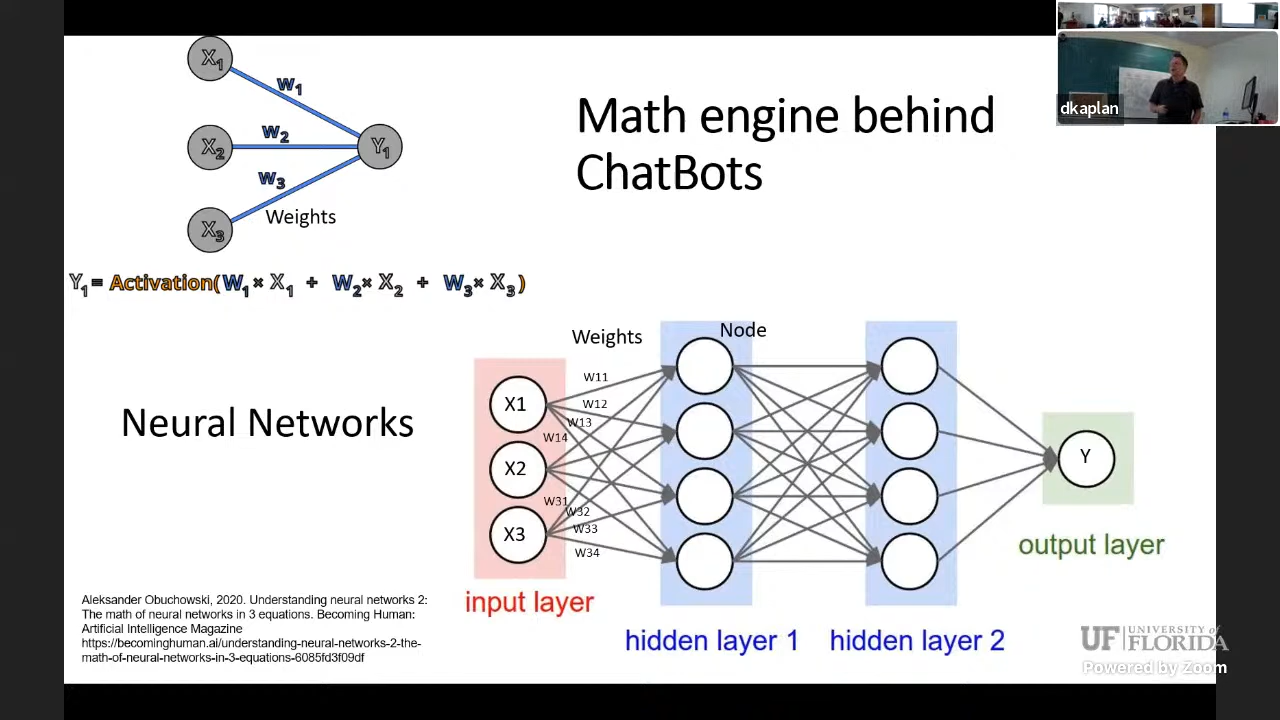 X1
W1
X2
W2
Y1
W3
X3
Weights
Y1 = Activation(W1 × X1 + W2 × X2 + W3 × X3)
Math engine behind
ChatBots
dkaplan
Neural Networks
Weights
Node
W11
W12
W13
W14
X1
X2
X3
W31
W32
W33
W34
Y
input layer
hidden layer 1
hidden layer 2
output layer
Aleksander Obuchowski, 2020. Understanding neural networks 2:
The math of neural networks in 3 equations. Becoming Human:
Artificial Intelligence Magazine
https://becominghuman.ai/understanding-neural-networks-2-the-
math-of-neural-networks-in-3-equations-6085fd3f09df
UF UNIVERSITY of
FLORIDA
Powered by Zoom